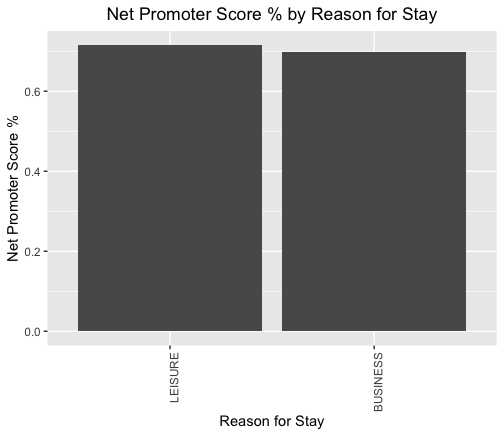 Net Promoter Score % by Reason for Stay
Net Promoter Score %
0.6
0.4
0.2
0.0
LEISURE
BUSINESS
Reason for Stay